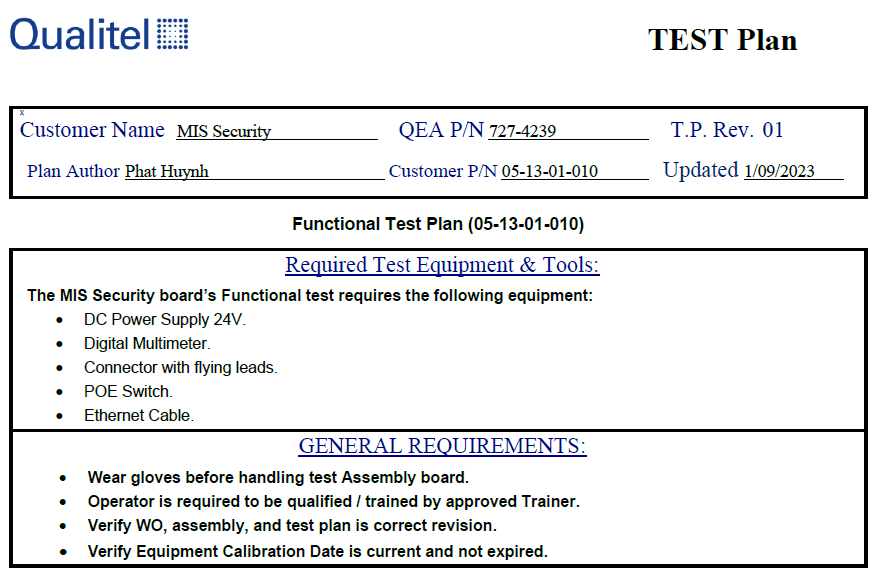 Qualitel
TEST Plan
x
Customer Name MIS Security QEA P/N 727-4239 T.P. Rev. 01
Plan Author Phat Huynh Customer P/N 05-13-01-010 Updated 1/09/2023
Functional Test Plan (05-13-01-010)
Required Test Equipment & Tools:
The MIS Security board's Functional test requires the following equipment:
• DC Power Supply 24V.
• Digital Multimeter.
• Connector with flying leads.
• POE Switch.
• Ethernet Cable.
GENERAL REQUIREMENTS:
• Wear gloves before handling test Assembly board.
• Operator is required to be qualified / trained by approved Trainer.
• Verify WO, assembly, and test plan is correct revision.
• Verify Equipment Calibration Date is current and not expired.